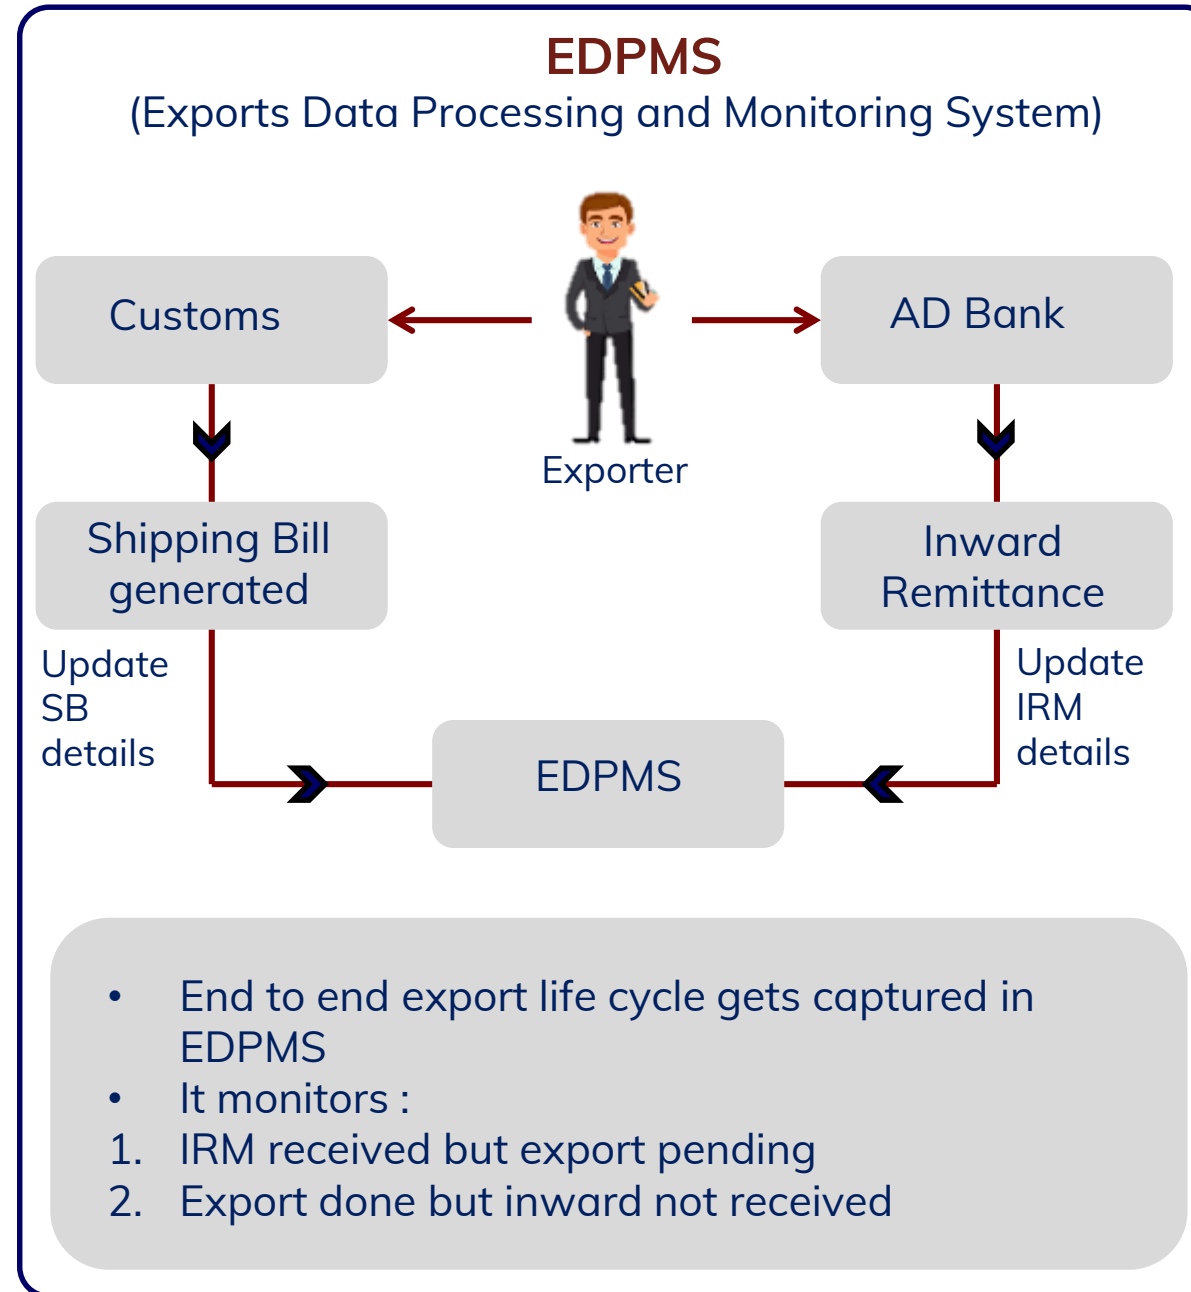 EDPMS
(Exports Data Processing and Monitoring System)
Customs
AD Bank
Exporter
Shipping Bill
generated
Inward
Remittance
Update
SB
details
Update
IRM
details
EDPMS
• End to end export life cycle gets captured in
EDPMS
• It monitors :
1. IRM received but export pending
2. Export done but inward not received